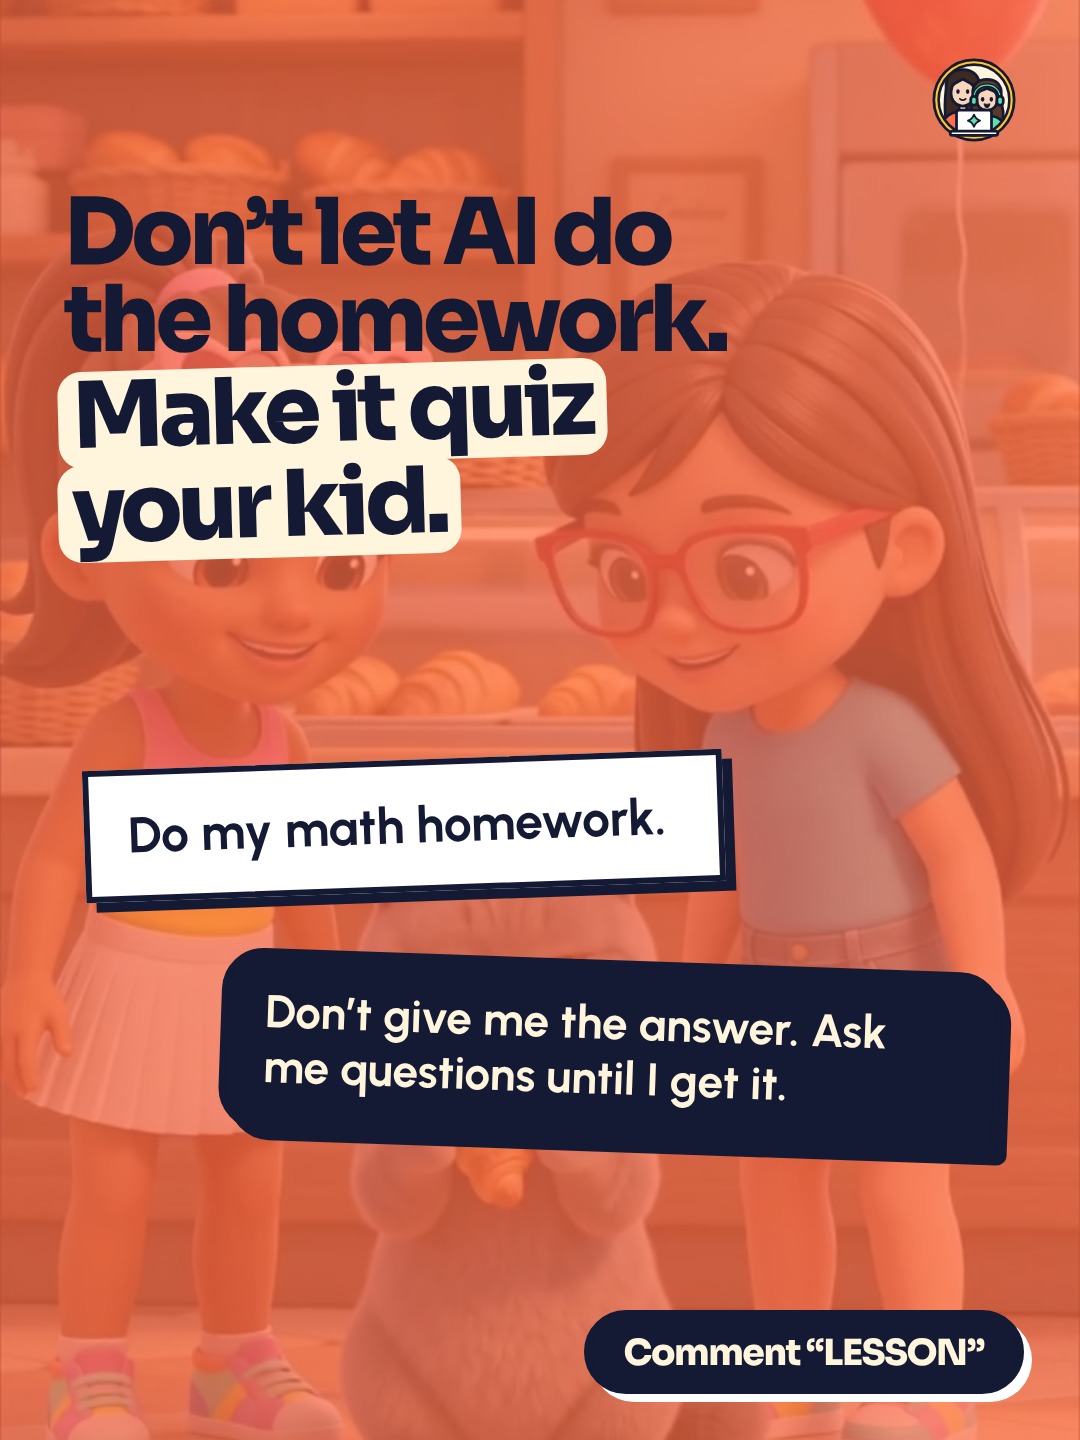 Don’t let AI do
the homework.
Make it quiz
your kid.
Do my math homework.
Don’t give me the answer. Ask
me questions until I get it.
Comment “LESSON”